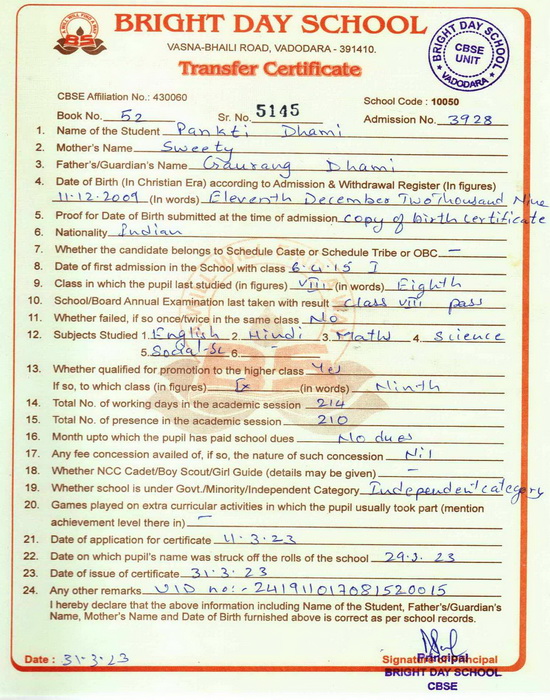 BRIGHT DAY SCHOOL
VASNA-BHAILI ROAD, VADODARA - 391410.
Transfer Certificate
BRIGHT DAY SCHOOL
CBSE
UNIT
VADODARA
CBSE Affiliation No.: 430060
School Code : 10050
Book No. 52 Sr. No. 5145 Admission No. 3928
1. Name of the Student Pankti Dhami
2. Mother's Name Sweety
3. Father's/Guardian's Name Gaurang Dhami
4. Date of Birth (In Christian Era) according to Admission & Withdrawal Register (In figures)
11.12.2009 (In words) Eleventh December Two Thousand Nine
5. Proof for Date of Birth submitted at the time of admission copy of birth certificate
6. Nationality Indian
7. Whether the candidate belongs to Schedule Caste or Schedule Tribe or OBC. —
8. Date of first admission in the School with class 6.4.15 I
9. Class in which the pupil last studied (in figures) VIII (in words) Eighth
10. School/Board Annual Examination last taken with result class VIII pass
11. Whether failed, if so once/twice in the same class No
12. Subjects Studied 1. English 2. Hindi 3. Maths 4. Science
5. Social-Sc 6.
13. Whether qualified for promotion to the higher class Yes
If so, to which class (in figures) IX (in words) Ninth
14. Total No. of working days in the academic session 214
15. Total No. of presence in the academic session 210
16. Month upto which the pupil has paid school dues No dues
17. Any fee concession availed of, if so, the nature of such concession Nil
18. Whether NCC Cadet/Boy Scout/Girl Guide (details may be given) —
19. Whether school is under Govt./Minority/Independent Category Independent category
20. Games played on extra curricular activities in which the pupil usually took part (mention
achievement level there in) —
21. Date of application for certificate 11.3.23
22. Date on which pupil's name was struck off the rolls of the school 29.3.23
23. Date of issue of certificate 31.3.23
24. Any other remarks UID no:- 241911017081520015
I hereby declare that the above information including Name of the Student, Father's/Guardian's
Name, Mother's Name and Date of Birth furnished above is correct as per school records.
Date : 31.3.23
Signature Principal
Principal
BRIGHT DAY SCHOOL
CBSE